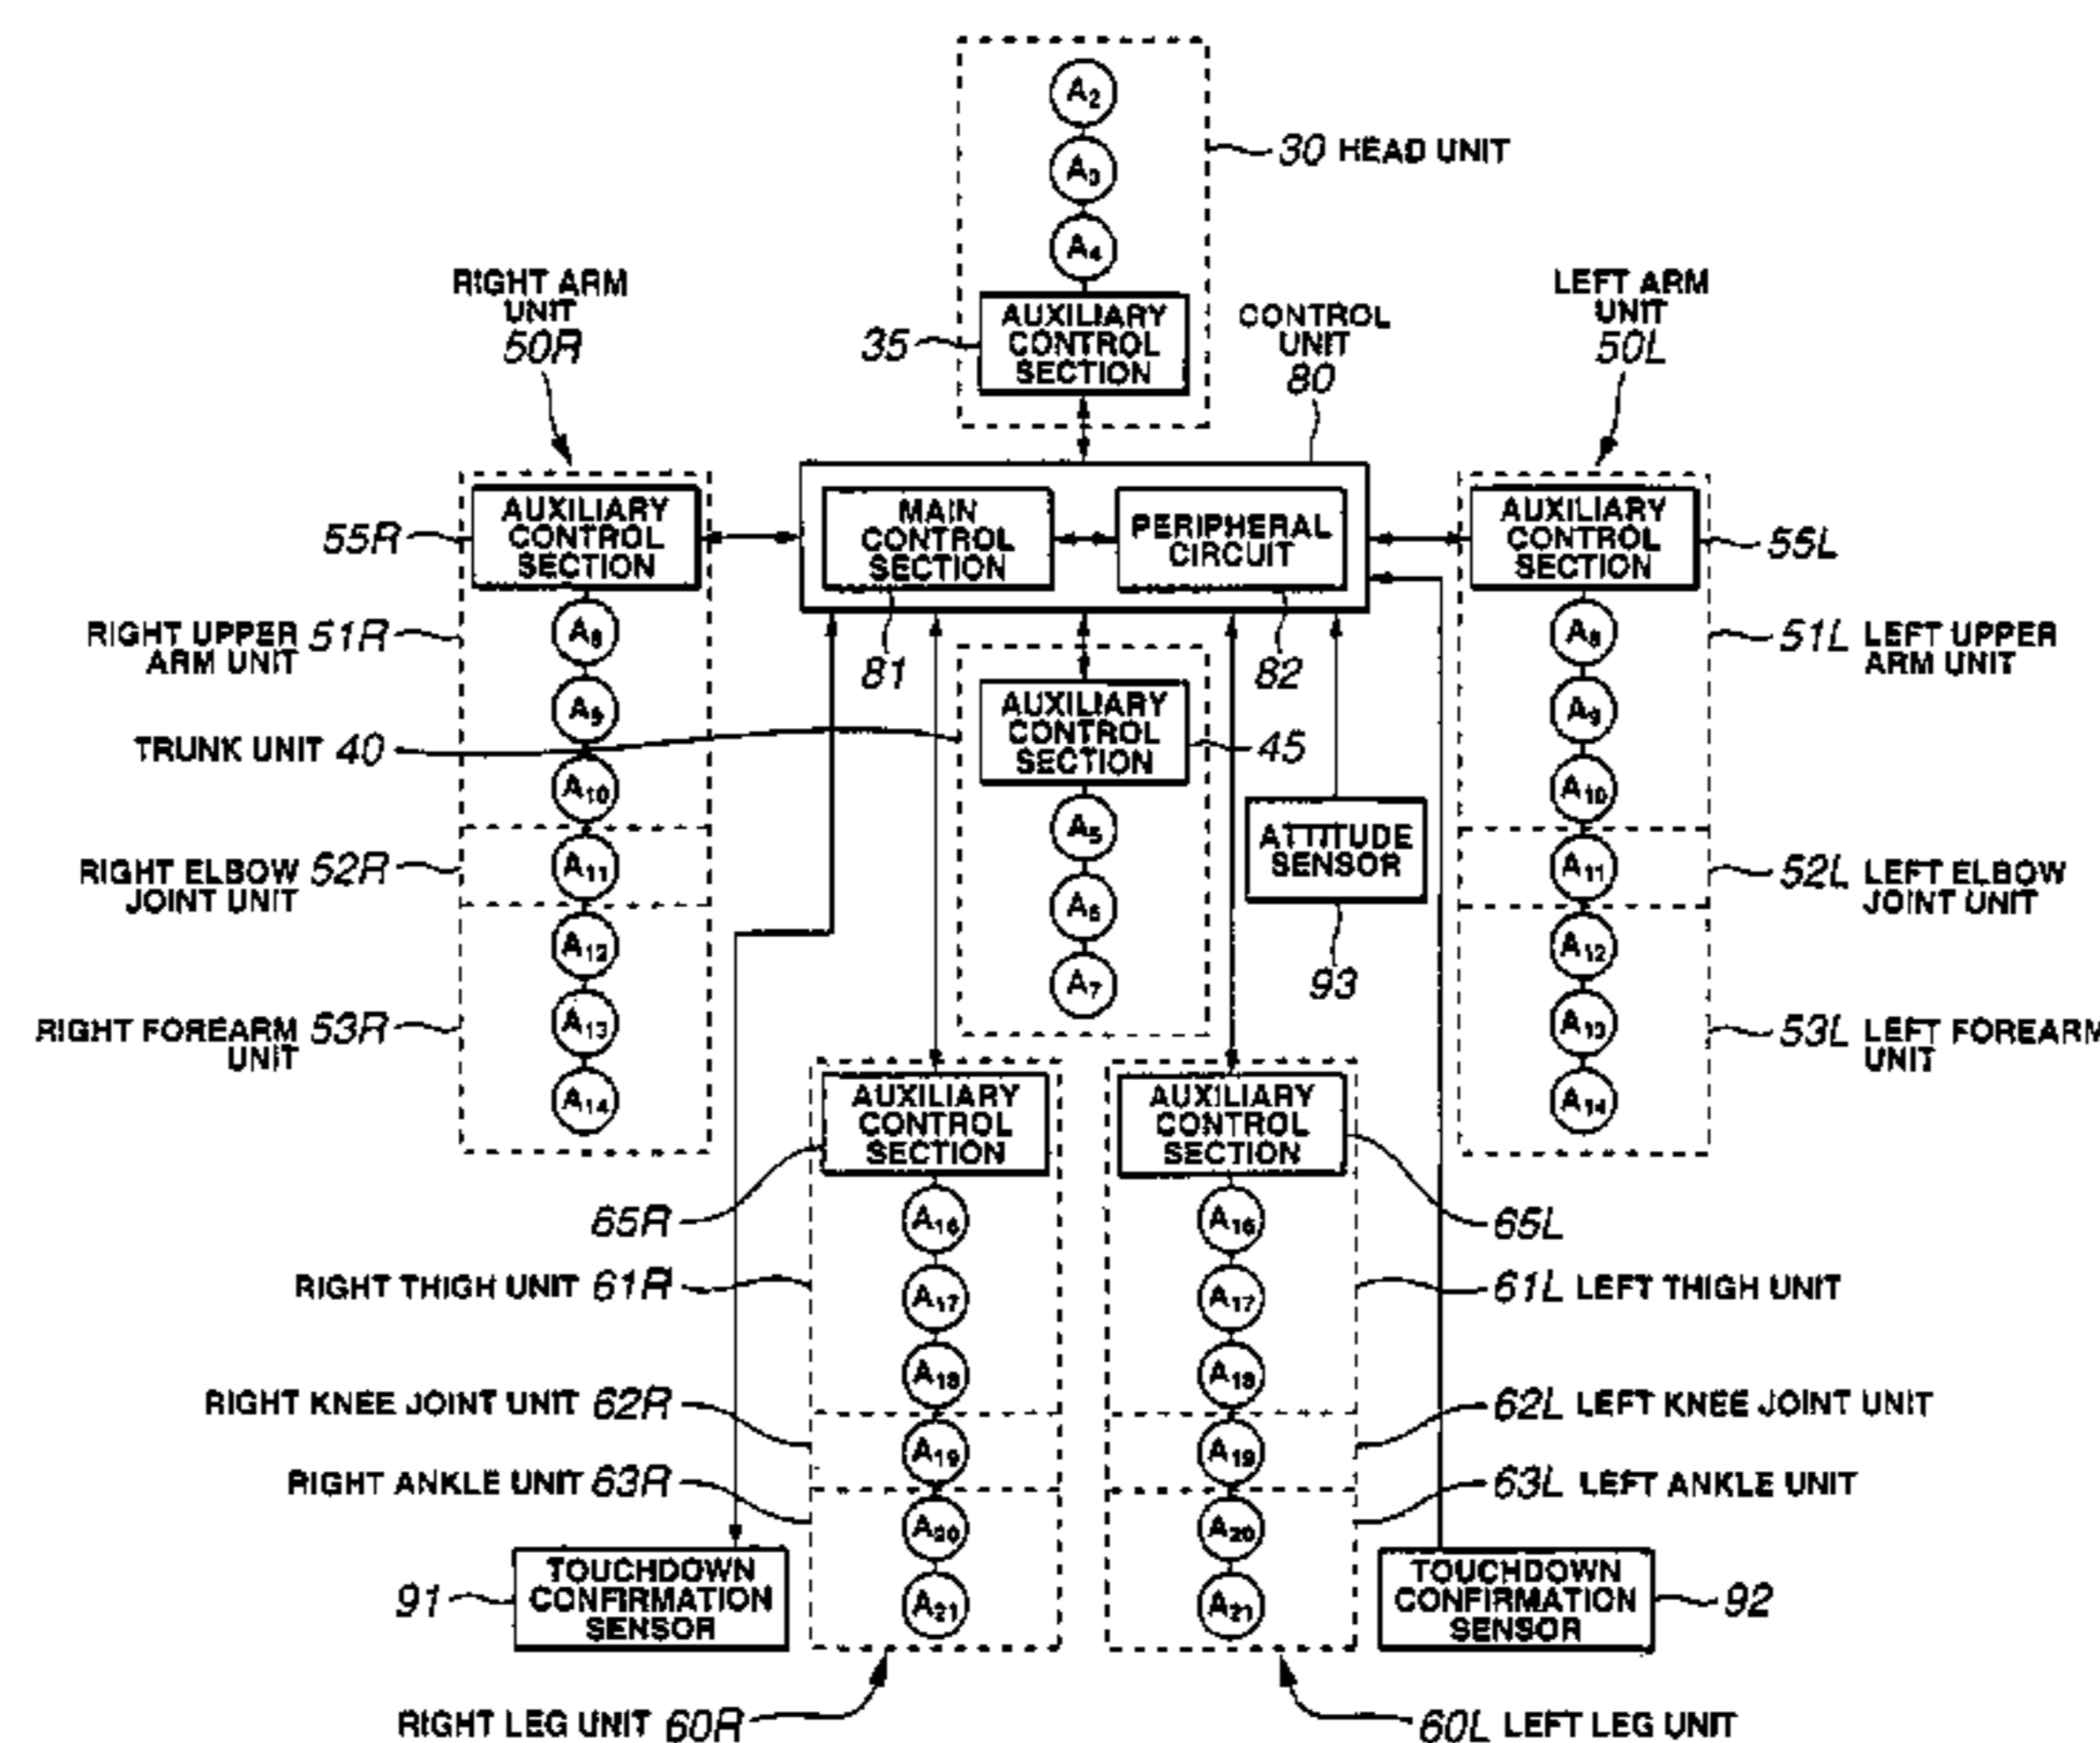 A2
A3
A4
30 HEAD UNIT
AUXILIARY
CONTROL
SECTION
35
RIGHT ARM
UNIT
50R
CONTROL
UNIT
80
LEFT ARM
UNIT
50L
AUXILIARY
CONTROL
SECTION
55R
MAIN
CONTROL
SECTION
PERIPHERAL
CIRCUIT
AUXILIARY
CONTROL
SECTION
55L
81
82
RIGHT UPPER 51R
ARM UNIT
A8
A9
A10
51L LEFT UPPER
ARM UNIT
A8
A9
A10
TRUNK UNIT 40
AUXILIARY
CONTROL
SECTION
45
A5
A6
A7
ATTITUDE
SENSOR
93
RIGHT ELBOW 52R
JOINT UNIT
A11
52L LEFT ELBOW
JOINT UNIT
A11
RIGHT FOREARM 53R
UNIT
A12
A13
A14
53L LEFT FOREARM
UNIT
A12
A13
A14
AUXILIARY
CONTROL
SECTION
65R
AUXILIARY
CONTROL
SECTION
65L
RIGHT THIGH UNIT 61R
A16
A17
A18
61L LEFT THIGH UNIT
A16
A17
A18
RIGHT KNEE JOINT UNIT 62R
A19
A19
62L LEFT KNEE JOINT UNIT
RIGHT ANKLE UNIT 63R
A20
A21
A20
A21
63L LEFT ANKLE UNIT
91
TOUCHDOWN
CONFIRMATION
SENSOR
TOUCHDOWN
CONFIRMATION
SENSOR
92
RIGHT LEG UNIT 60R
60L LEFT LEG UNIT